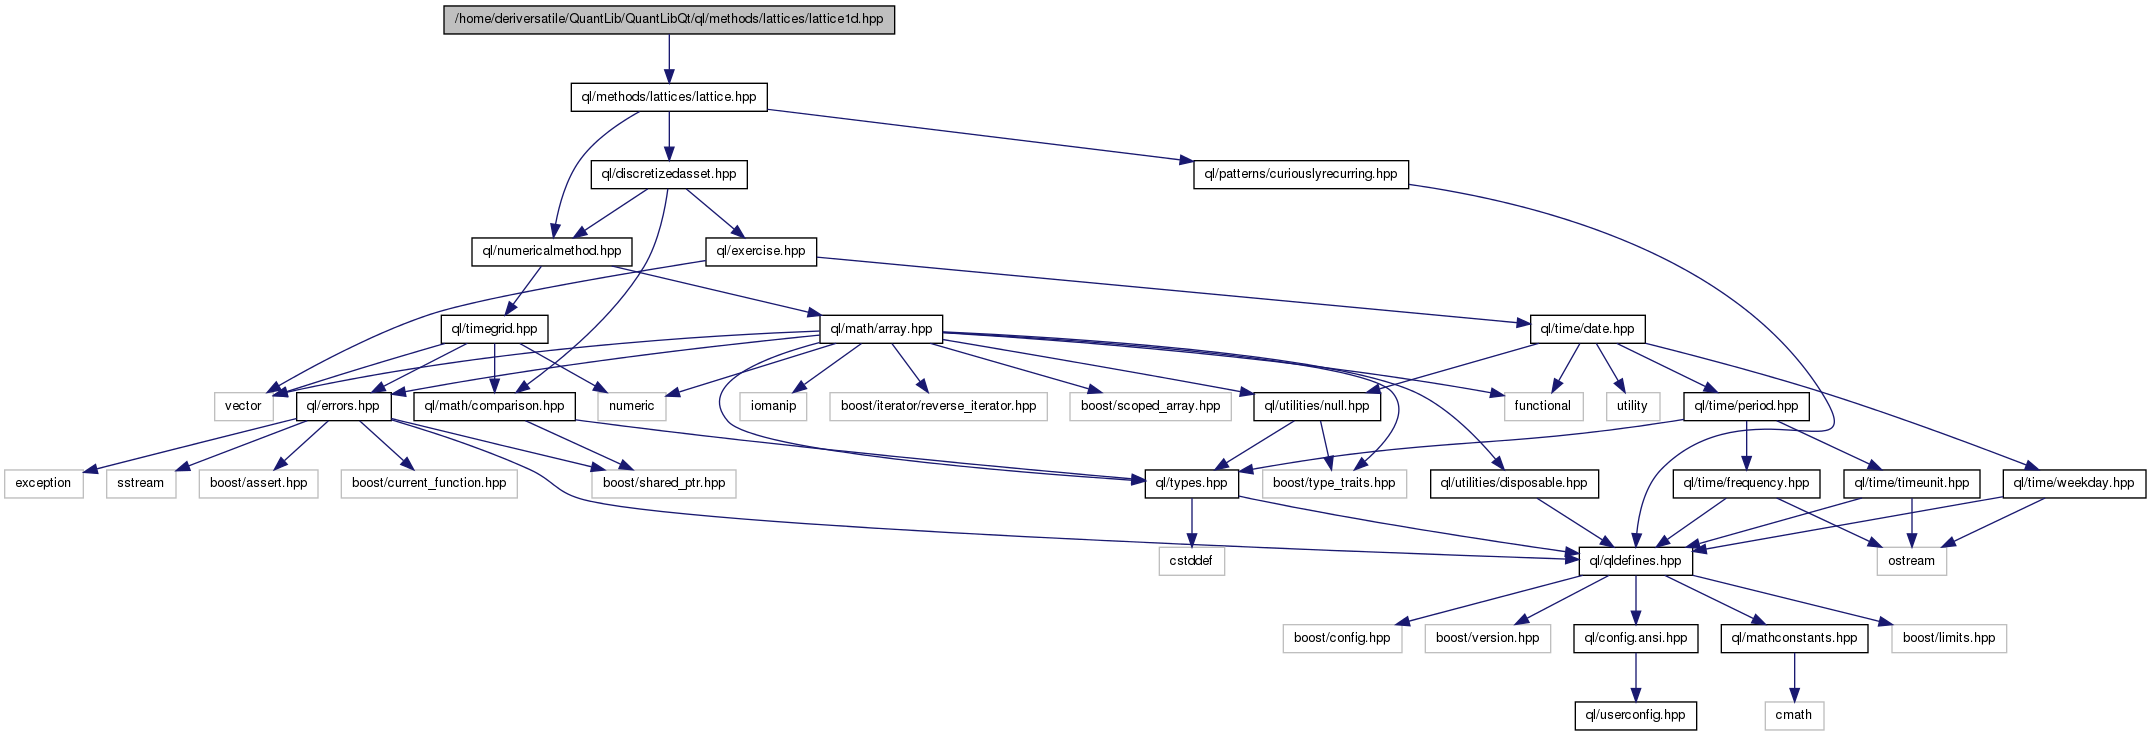 /home/deriversatile/QuantLib/QuantLibQt/ql/methods/lattices/lattice1d.hpp
ql/methods/lattices/lattice.hpp
ql/discretizedasset.hpp
ql/patterns/curiouslyrecurring.hpp
ql/numericalmethod.hpp
ql/exercise.hpp
ql/timegrid.hpp
ql/math/array.hpp
ql/time/date.hpp
vector
ql/errors.hpp
ql/math/comparison.hpp
numeric
iomanip
boost/iterator/reverse_iterator.hpp
boost/scoped_array.hpp
ql/utilities/null.hpp
functional
utility
ql/time/period.hpp
exception
sstream
boost/assert.hpp
boost/current_function.hpp
boost/shared_ptr.hpp
ql/types.hpp
boost/type_traits.hpp
ql/utilities/disposable.hpp
ql/time/frequency.hpp
ql/time/timeunit.hpp
ql/time/weekday.hpp
cstddef
ql/qldefines.hpp
ostream
boost/config.hpp
boost/version.hpp
ql/config.ansi.hpp
ql/mathconstants.hpp
boost/limits.hpp
ql/userconfig.hpp
cmath